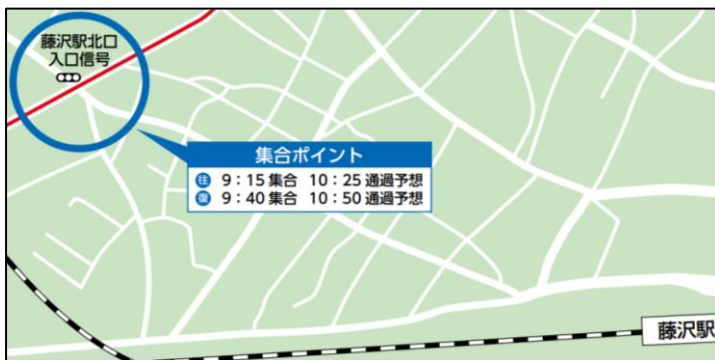 藤沢駅北口
入口信号
集合ポイント
往 9：15 集合 10：25 通過予想
復 9：40 集合 10：50 通過予想
藤沢駅